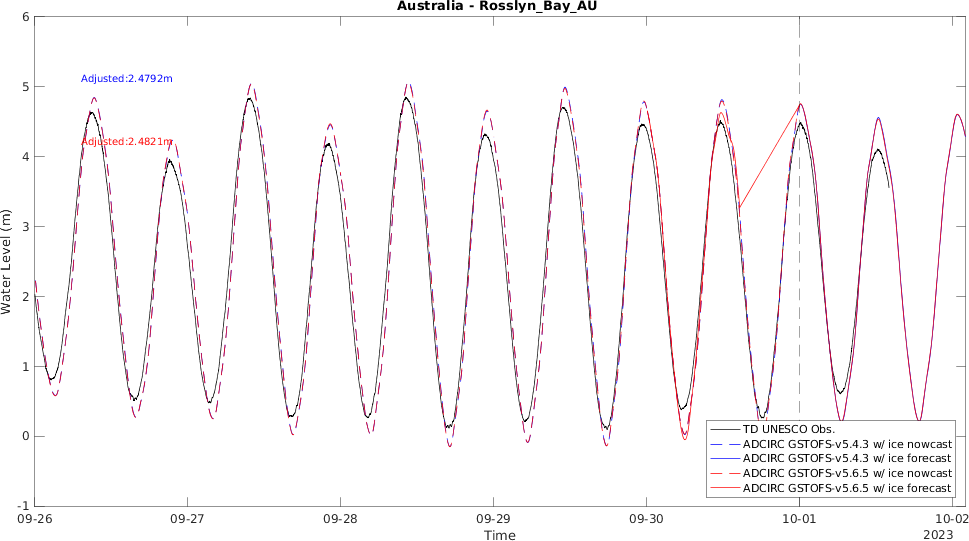 Australia - Rosslyn_Bay_AU
6
5
4
3
2
1
0
-1
Water Level (m)
Adjusted:2.4792m
Adjusted:2.4821m
TD UNESCO Obs.
ADCIRC GSTOFS-v5.4.3 w/ ice nowcast
ADCIRC GSTOFS-v5.4.3 w/ ice forecast
ADCIRC GSTOFS-v5.6.5 w/ ice nowcast
ADCIRC GSTOFS-v5.6.5 w/ ice forecast
09-26
09-27
09-28
09-29
09-30
10-01
10-02
Time
2023